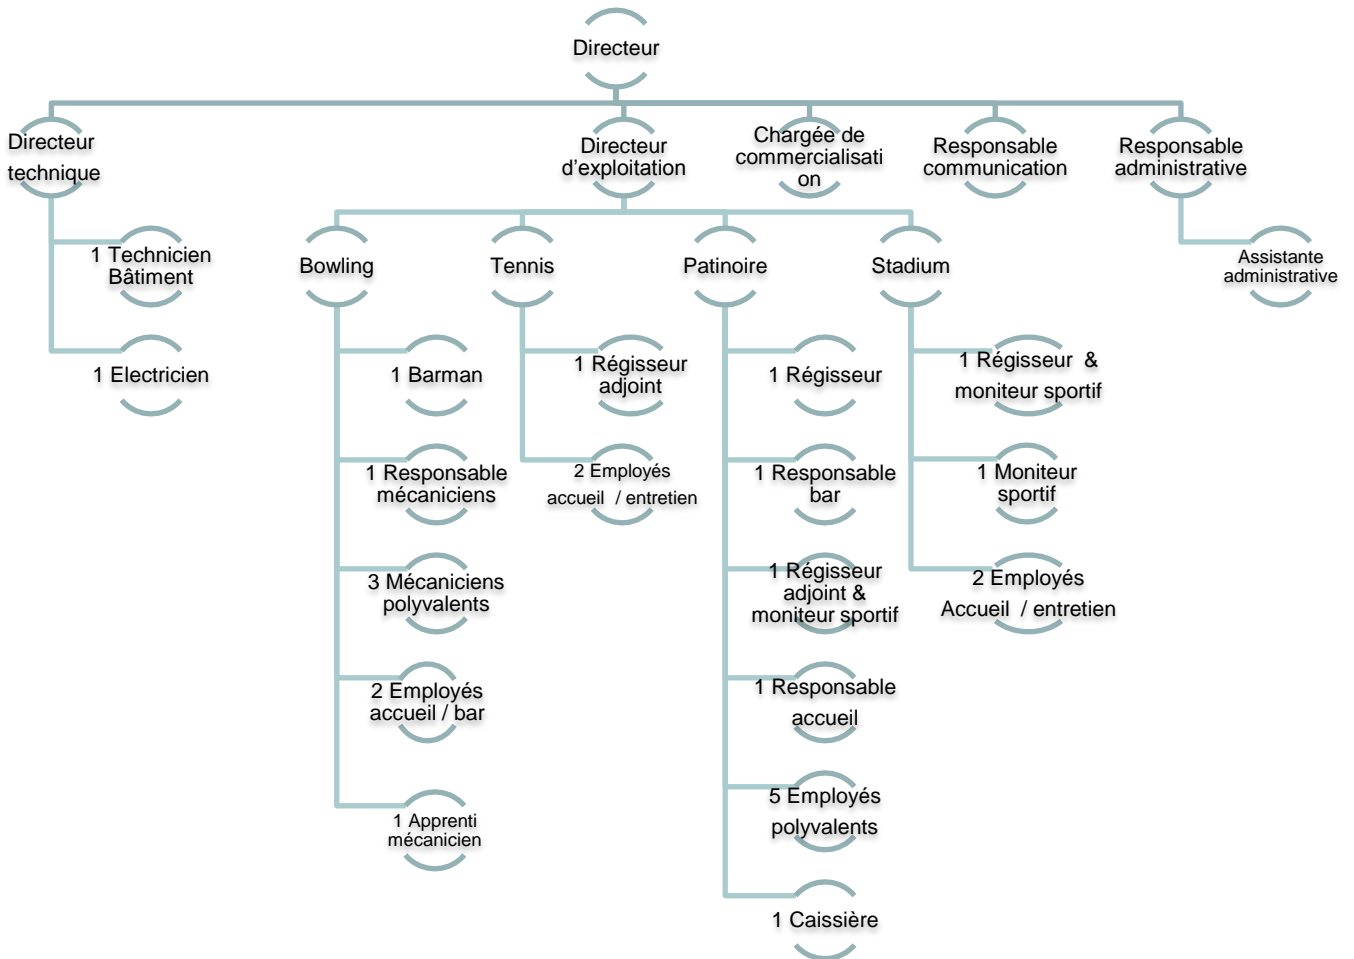 Directeur
Directeur
technique
Directeur
d'exploitation
Chargée de
commercialisati
on
Responsable
communication
Responsable
administrative
1 Technicien
Bâtiment
1 Electricien
Bowling
1 Barman
1 Responsable
mécaniciens
3 Mécaniciens
polyvalents
2 Employés
accueil / bar
1 Apprenti
mécanicien
Tennis
1 Régisseur
adjoint
2 Employés
accueil / entretien
Patinoire
1 Régisseur
1 Responsable
bar
1 Régisseur
adjoint &
moniteur sportif
1 Responsable
accueil
5 Employés
polyvalents
1 Caissière
Stadium
1 Régisseur &
moniteur sportif
1 Moniteur
sportif
2 Employés
Accueil / entretien
Assistante
administrative